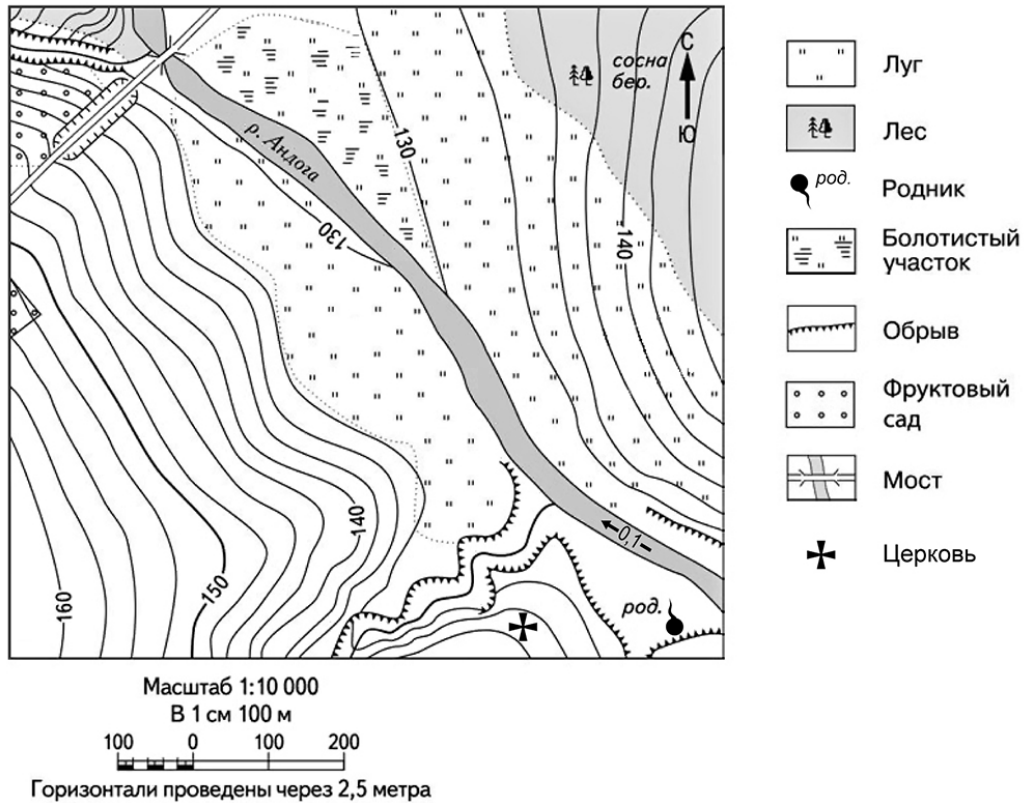 С
Ю
сосна
бер.
130
р. Андога
130
140
140
150
160
0,1
род.
Масштаб 1:10 000
В 1 см 100 м
100 0 100 200
Горизонтали проведены через 2,5 метра
Луг
Лес
род.
Родник
Болотистый
участок
Обрыв
Фруктовый
сад
Мост
Церковь